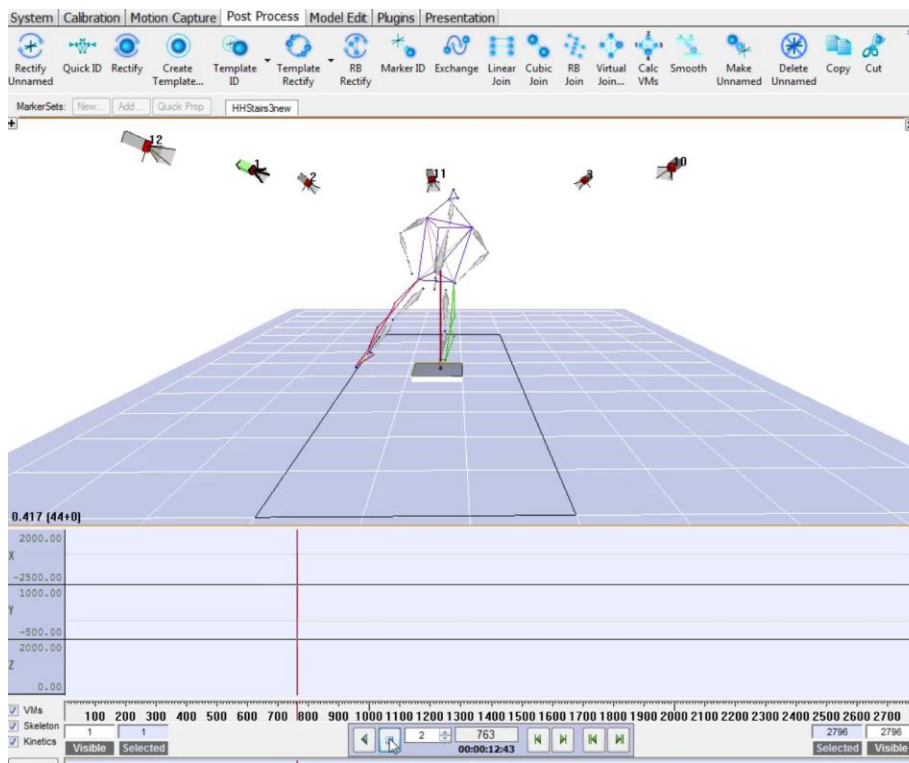 System Calibration Motion Capture Post Process Model Edit Plugins Presentation
Rectify Unnamed Quick ID Rectify Create Template... Template ID Template Rectify RB Rectify Marker ID Exchange Linear Join Cubic Join RB Join Virtual Join... Calc VMs Smooth Make Unnamed Delete Unnamed Copy Cut
MarkerSets: New... Add... Quick Prop HHStairs3new
12
1
2
11
3
10
0.417 (44+0)
2000.00
X
-2500.00
1000.00
Y
-500.00
2000.00
Z
0.00
VMs
Skeleton
Kinetics
100 200 300 400 500 600 700 800 900 1000 1100 1200 1300 1400 1500 1600 1700 1800 1900 2000 2100 2200 2300 2400 2500 2600 2700
1 1 2 763 2796 2796
Visible Selected 00:00:12:43 Selected Visible